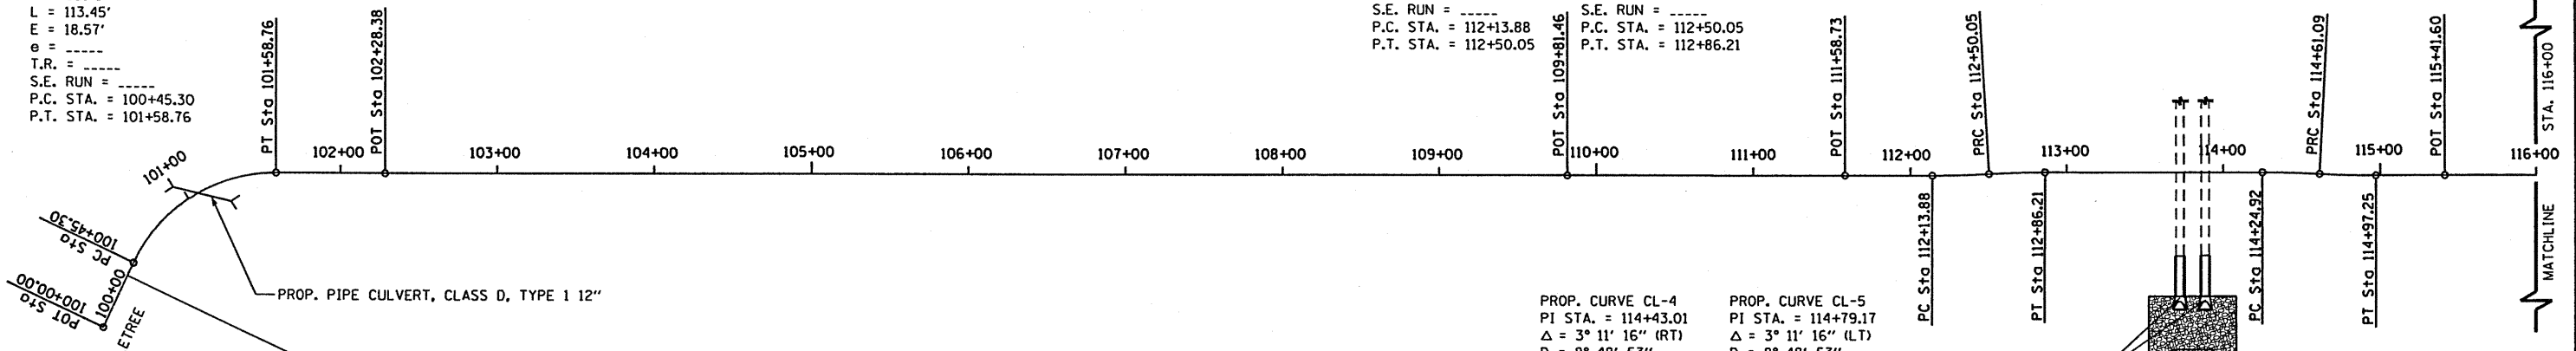 L = 113.45'
E = 18.57'
e = _____
T.R. = _____
S.E. RUN = _____
P.C. STA. = 100+45.30
P.T. STA. = 101+58.76
PT Sta 101+58.76
POT Sta 102+28.38
S.E. RUN = _____
P.C. STA. = 112+13.88
P.T. STA. = 112+50.05
POT Sta 109+81.46
S.E. RUN = _____
P.C. STA. = 112+50.05
P.T. STA. = 112+86.21
POT Sta 111+58.73
PRC Sta 112+50.05
PRC Sta 114+61.09
POT Sta 115+41.60
STA. 116+00
MATCHLINE
101+00
102+00
103+00
104+00
105+00
106+00
107+00
108+00
109+00
110+00
111+00
112+00
113+00
114+00
115+00
116+00
PC Sta
100+45.30
POT Sta
100+00.00
100+00
ETREE
PROP. PIPE CULVERT, CLASS D, TYPE 1 12"
PC Sta 112+13.88
PT Sta 112+86.21
PC Sta 114+24.92
PT Sta 114+97.25
PROP. CURVE CL-4
PI STA. = 114+43.01
Δ = 3° 11' 16" (RT)
PROP. CURVE CL-5
PI STA. = 114+79.17
Δ = 3° 11' 16" (LT)